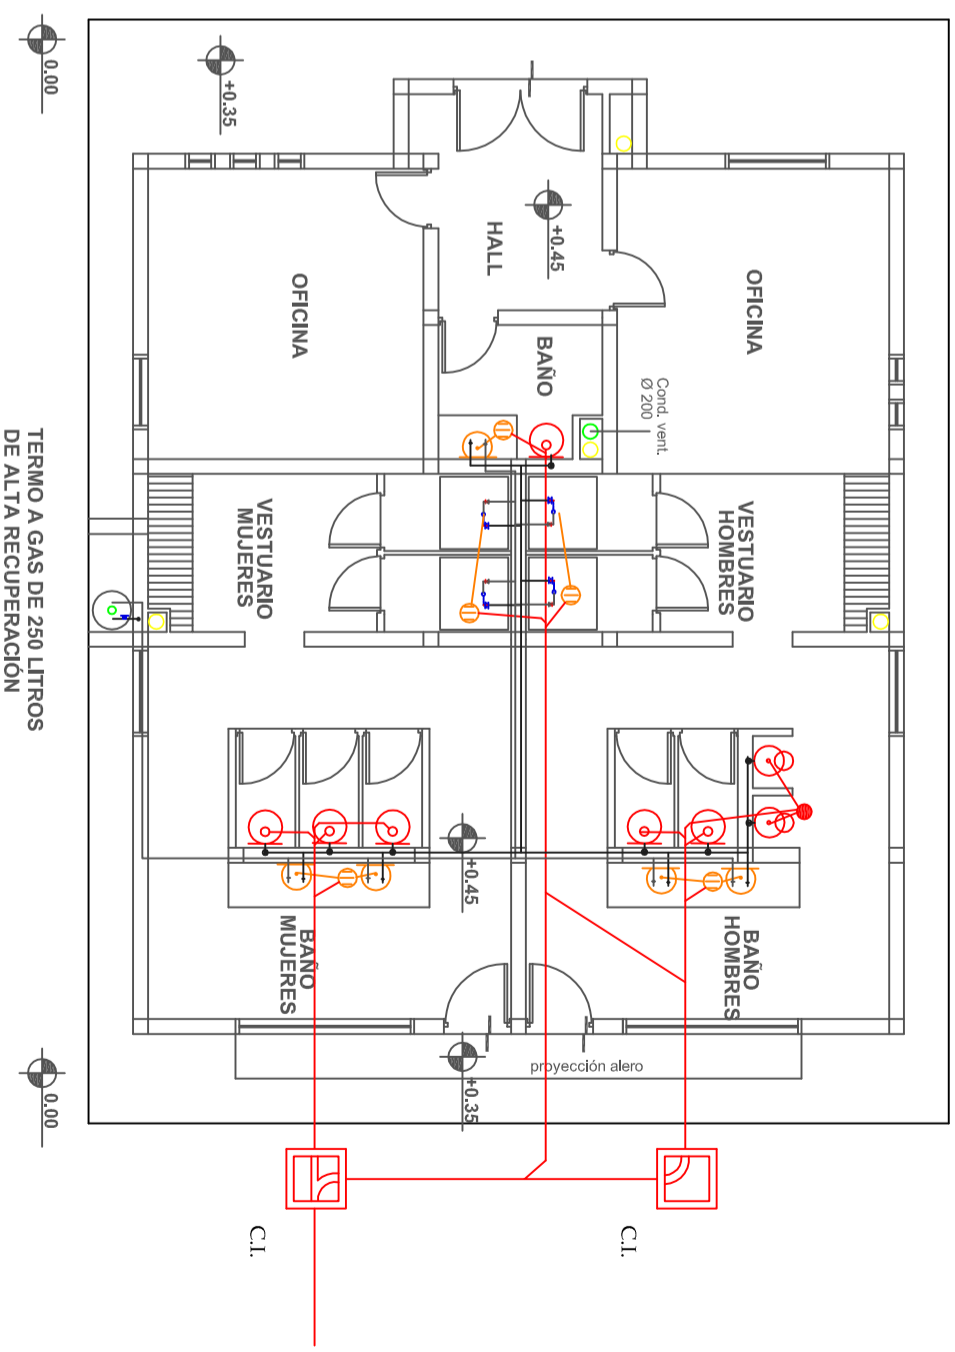 0.00
+0.35
+0.45
HALL
OFICINA
OFICINA
BAÑO
Cond. vent.
Ø 200
VESTUARIO
MUJERES
VESTUARIO
HOMBRES
TERMO A GAS DE 250 LITROS
DE ALTA RECUPERACIÓN
+0.45
BAÑO
MUJERES
BAÑO
HOMBRES
proyección alero
+0.35
0.00
C.I.
C.I.